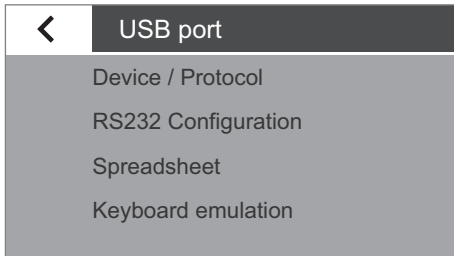 USB port
Device / Protocol
RS232 Configuration
Spreadsheet
Keyboard emulation